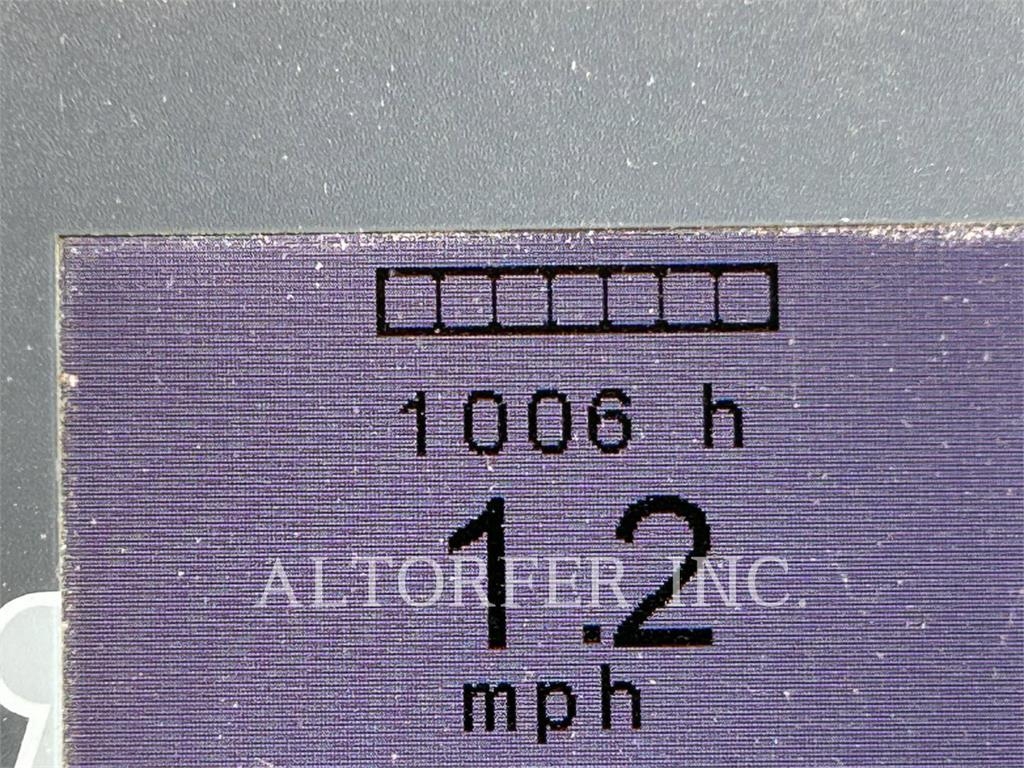 1006 h
1.2
ALTORFER INC.
mph